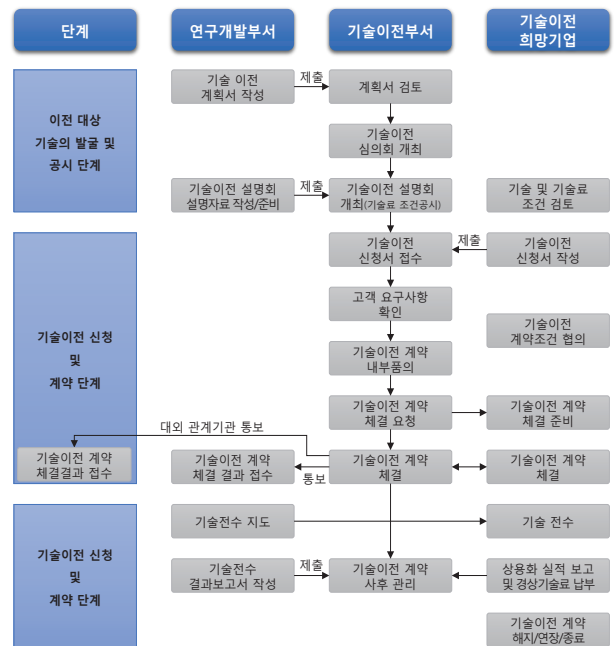 단계
연구개발부서
기술이전부서
기술이전
희망기업
이전 대상
기술의 발굴 및
공시 단계
기술 이전
계획서 작성
제출
계획서 검토
기술이전
심의회 개최
기술이전 설명회
설명자료 작성/준비
제출
기술이전 설명회
개최(기술료 조건공시)
기술 및 기술료
조건 검토
기술이전 신청
및
계약 단계
기술이전
신청서 접수
제출
기술이전
신청서 작성
고객 요구사항
확인
기술이전
계약조건 협의
기술이전 계약
내부품의
기술이전 계약
체결 요청
기술이전 계약
체결 준비
대외 관계기관 통보
기술이전 계약
체결결과 접수
기술이전 계약
체결 결과 접수
통보
기술이전 계약
체결
기술이전 계약
체결
기술이전 신청
및
계약 단계
기술전수 지도
기술 전수
기술전수
결과보고서 작성
제출
기술이전 계약
사후 관리
상용화 실적 보고
및 경상기술료 납부
기술이전 계약
해지/연장/종료